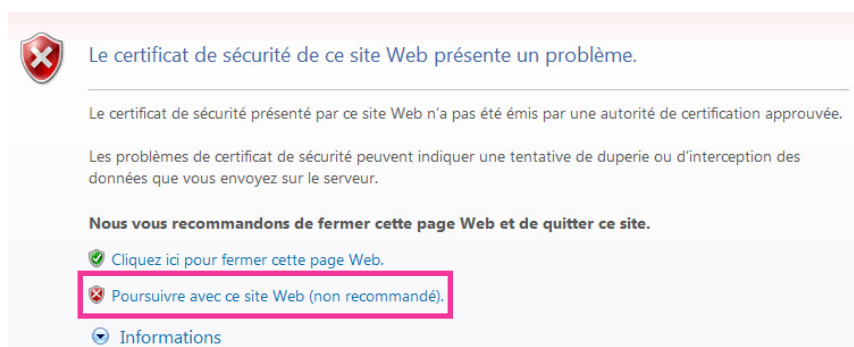 Le certificat de sécurité de ce site Web présente un problème.
Le certificat de sécurité présenté par ce site Web n'a pas été émis par une autorité de certification approuvée.
Les problèmes de certificat de sécurité peuvent indiquer une tentative de duperie ou d'interception des
données que vous envoyez sur le serveur.
Nous vous recommandons de fermer cette page Web et de quitter ce site.
Cliquez ici pour fermer cette page Web.
Poursuivre avec ce site Web (non recommandé).
Informations